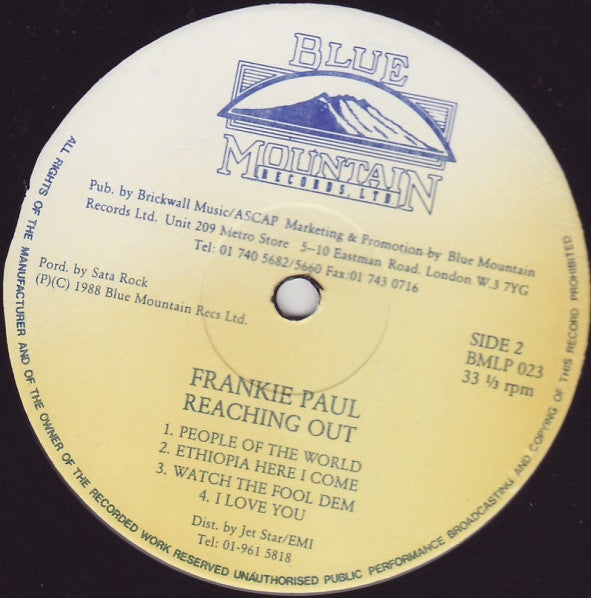 BLUE
MOUNTAIN
RECORDS, LTD
Pub. by Brickwall Music/ASCAP Marketing & Promotion by Blue Mountain
Records Ltd. Unit 209 Metro Store 5-10 Eastman Road. London W.3 7YG
Tel: 01 740 5682/5660 Fax:01 743 0716
Pord. by Sata Rock
(P)(C) 1988 Blue Mountain Recs Ltd.
SIDE 2
BMLP 023
33 ⅓ rpm
FRANKIE PAUL
REACHING OUT
1. PEOPLE OF THE WORLD
2. ETHIOPIA HERE I COME
3. WATCH THE FOOL DEM
4. I LOVE YOU
Dist. by Jet Star/EMI
Tel: 01-961 5818
ALL RIGHTS OF THE MANUFACTURER AND OF THE OWNER OF THE RECORDED WORK RESERVED UNAUTHORISED PUBLIC PERFORMANCE BROADCASTING AND COPYING OF THIS RECORD PROHIBITED